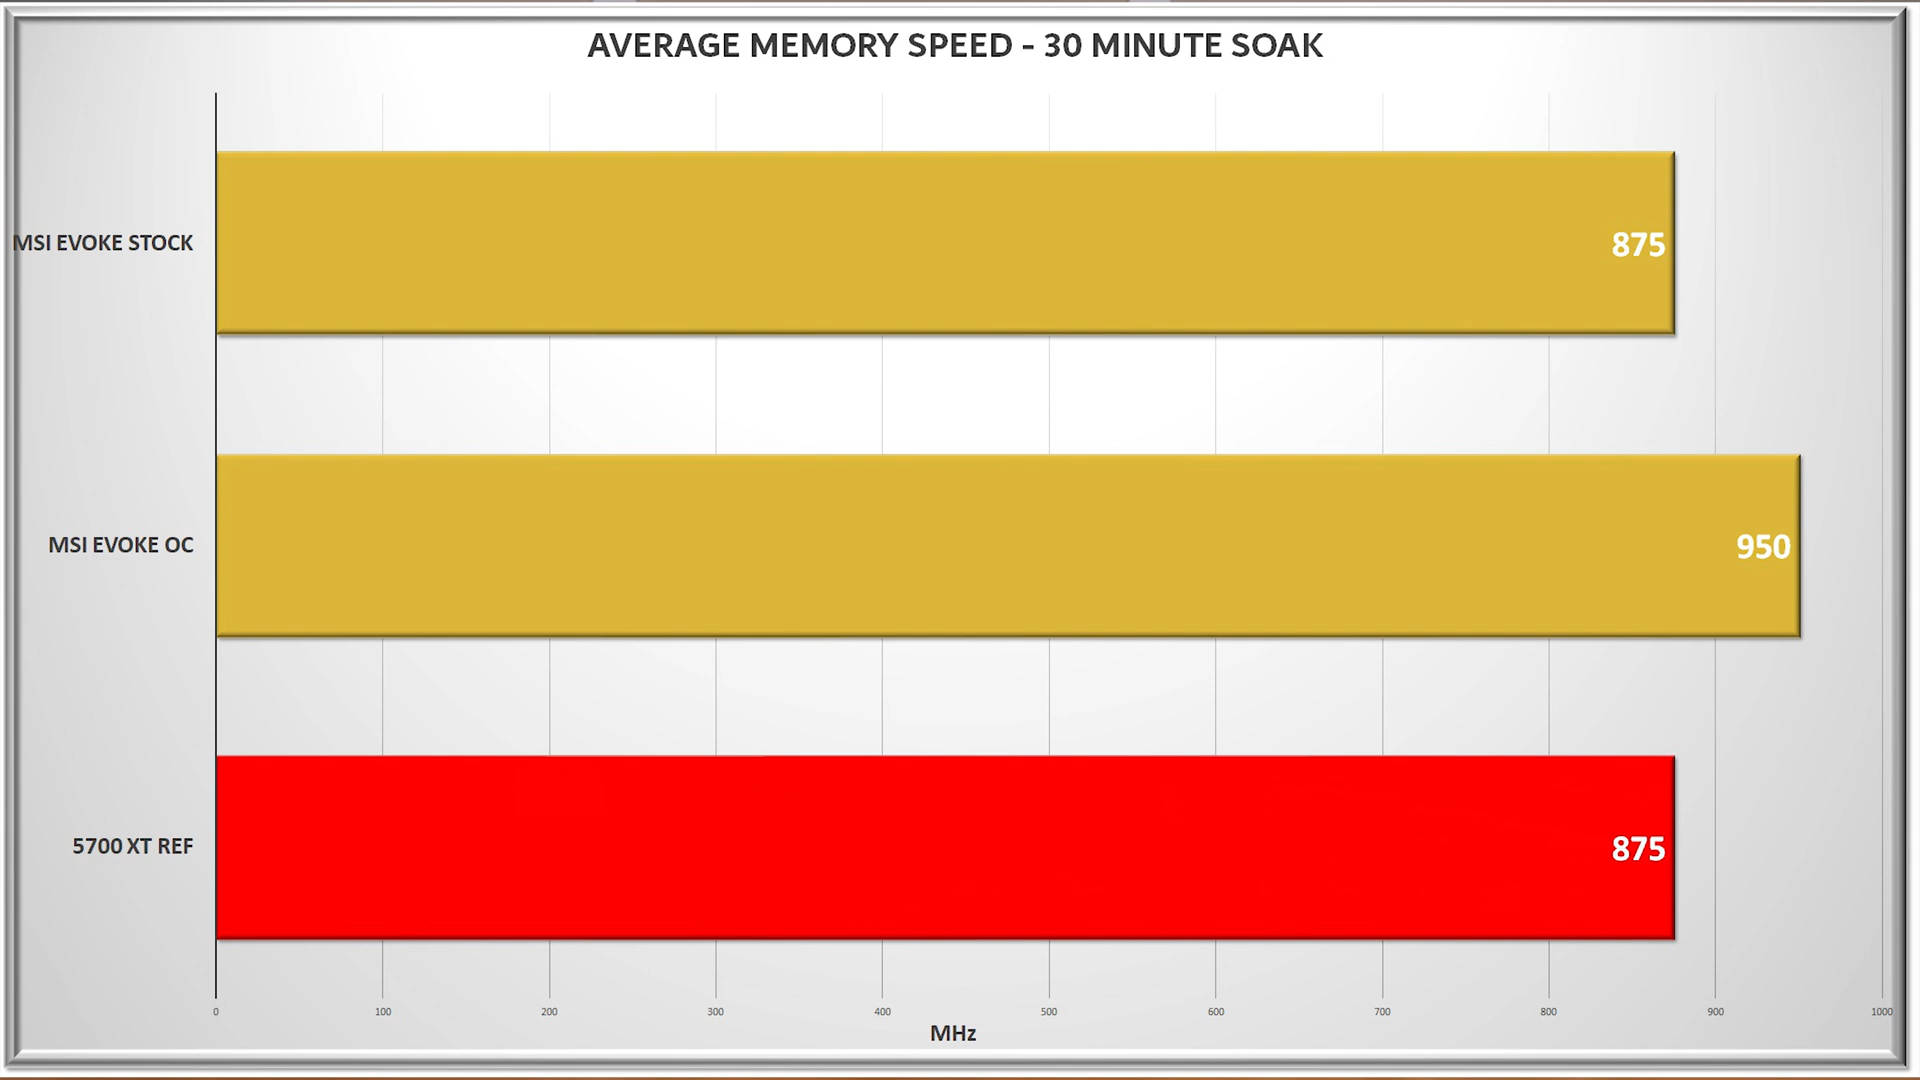 AVERAGE MEMORY SPEED - 30 MINUTE SOAK
MSI EVOKE STOCK
875
MSI EVOKE OC
950
5700 XT REF
875
0 100 200 300 400 500 600 700 800 900 1000
MHz